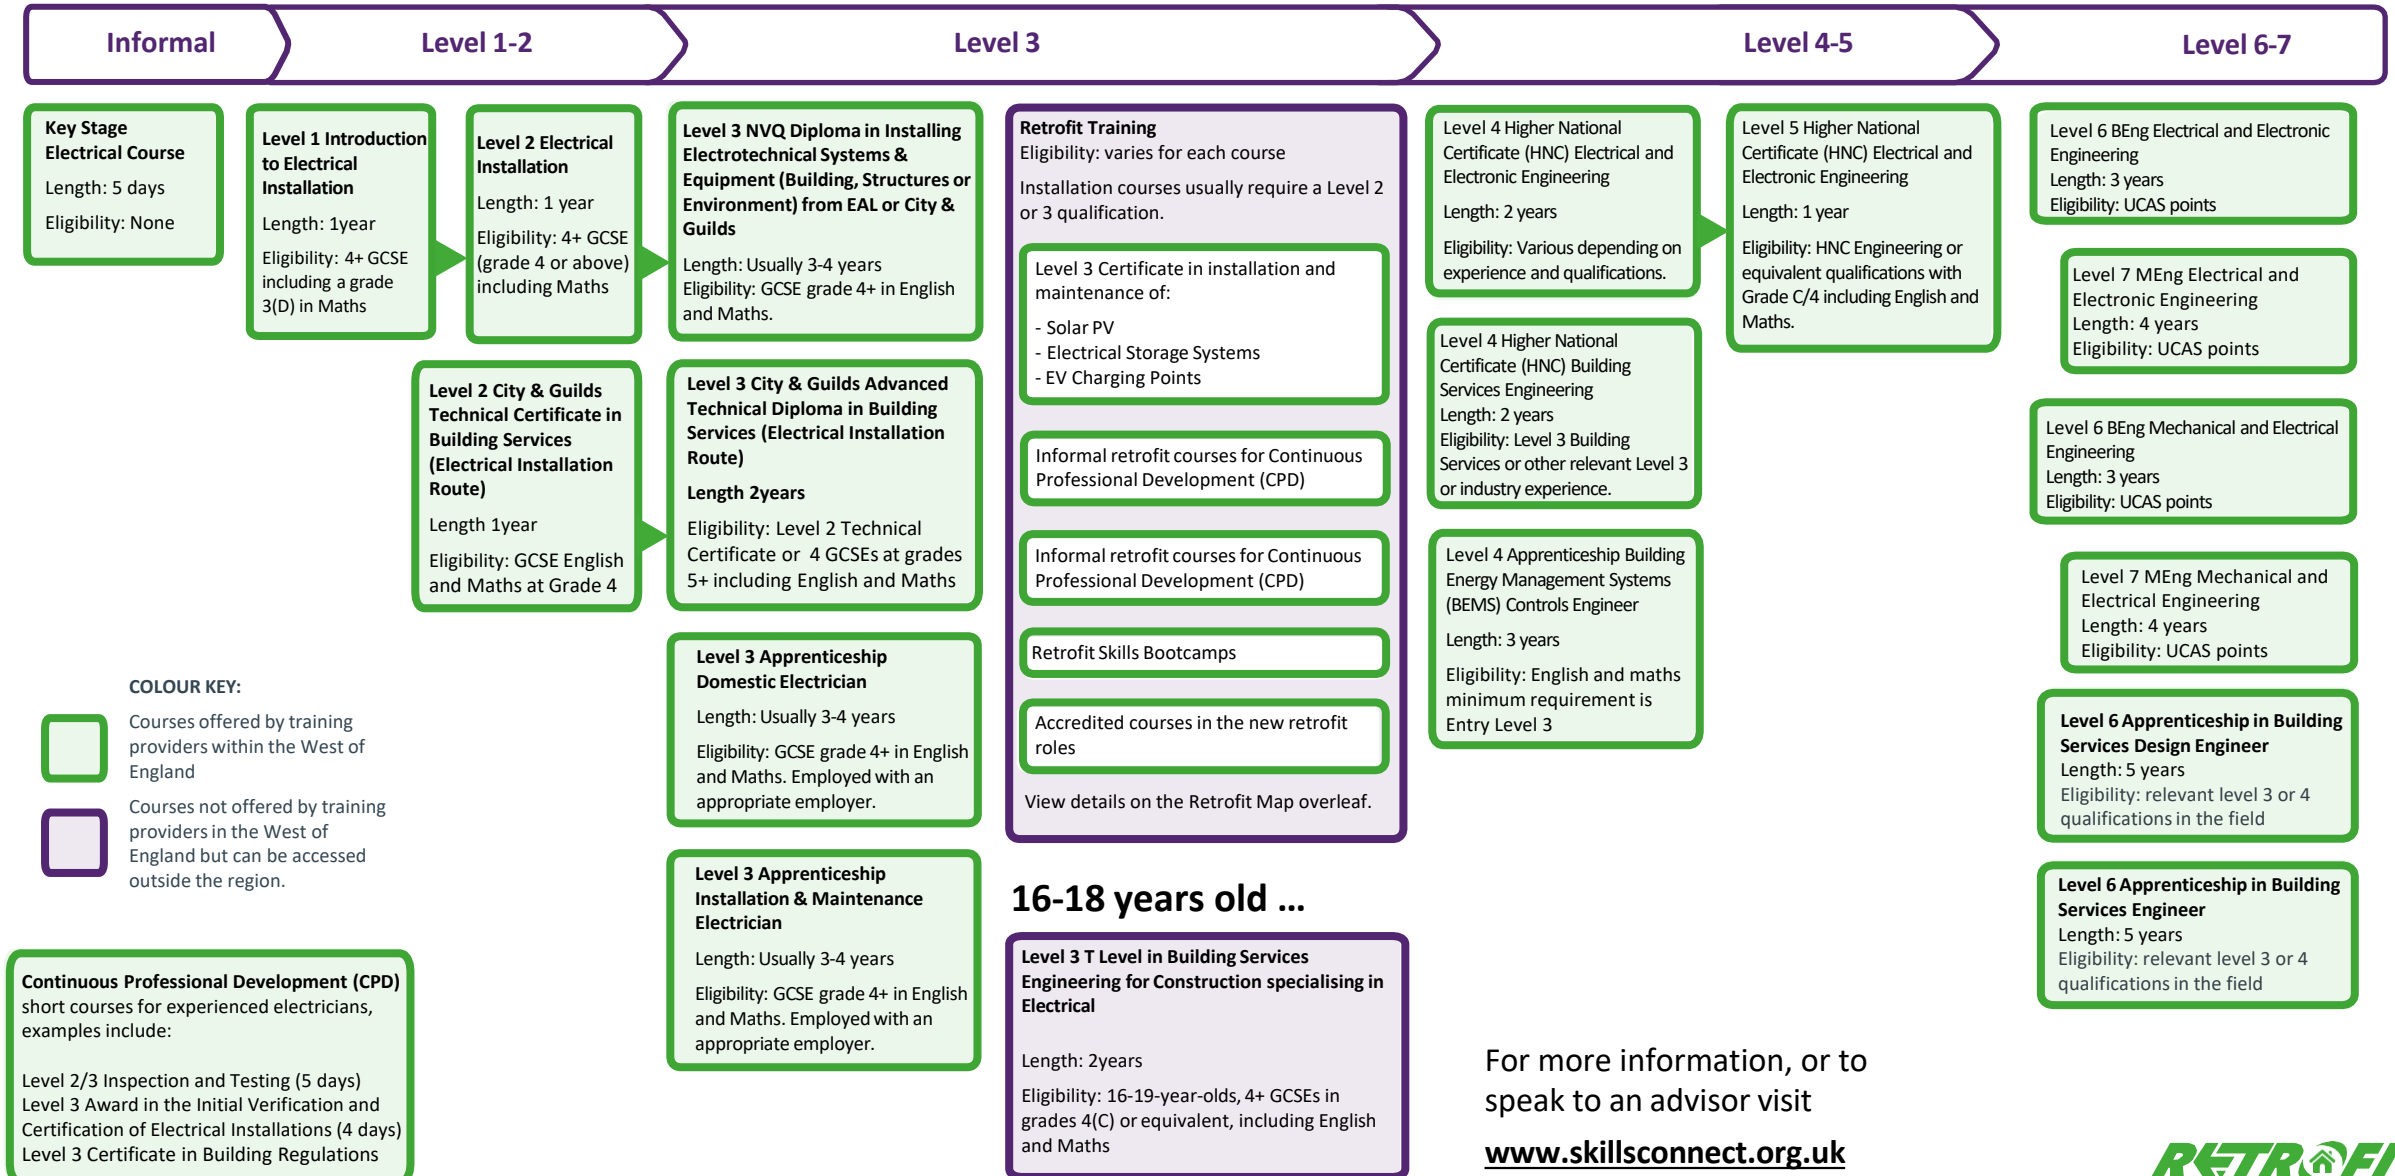 Informal
Level 1-2
Level 3
Level 4-5
Level 6-7
Key Stage
Electrical Course
Length: 5 days
Eligibility: None
Level 1 Introduction
to Electrical
Installation
Length: 1year
Eligibility: 4+ GCSE
including a grade
3(D) in Maths
Level 2 Electrical
Installation
Length: 1 year
Eligibility: 4+ GCSE
(grade 4 or above)
including Maths
Level 2 City & Guilds
Technical Certificate in
Building Services
(Electrical Installation
Route)
Length 1year
Eligibility: GCSE English
and Maths at Grade 4
Level 3 NVQ Diploma in Installing
Electrotechnical Systems &
Equipment (Building, Structures or
Environment) from EAL or City &
Guilds
Length: Usually 3-4 years
Eligibility: GCSE grade 4+ in English
and Maths.
Level 3 City & Guilds Advanced
Technical Diploma in Building
Services (Electrical Installation
Route)
Length 2years
Eligibility: Level 2 Technical
Certificate or 4 GCSEs at grades
5+ including English and Maths
Level 3 Apprenticeship
Domestic Electrician
Length: Usually 3-4 years
Eligibility: GCSE grade 4+ in English
and Maths. Employed with an
appropriate employer.
Level 3 Apprenticeship
Installation & Maintenance
Electrician
Length: Usually 3-4 years
Eligibility: GCSE grade 4+ in English
and Maths. Employed with an
appropriate employer.
Retrofit Training
Eligibility: varies for each course
Installation courses usually require a Level 2
or 3 qualification.
Level 3 Certificate in installation and
maintenance of:
- Solar PV
- Electrical Storage Systems
- EV Charging Points
Informal retrofit courses for Continuous
Professional Development (CPD)
Informal retrofit courses for Continuous
Professional Development (CPD)
Retrofit Skills Bootcamps
Accredited courses in the new retrofit
roles
View details on the Retrofit Map overleaf.
16-18 years old ...
Level 3 T Level in Building Services
Engineering for Construction specialising in
Electrical
Length: 2years
Eligibility: 16-19-year-olds, 4+ GCSEs in
grades 4(C) or equivalent, including English
and Maths
Level 4 Higher National
Certificate (HNC) Electrical and
Electronic Engineering
Length: 2 years
Eligibility: Various depending on
experience and qualifications.
Level 4 Higher National
Certificate (HNC) Building
Services Engineering
Length: 2 years
Eligibility: Level 3 Building
Services or other relevant Level 3
or industry experience.
Level 4 Apprenticeship Building
Energy Management Systems
(BEMS) Controls Engineer
Length: 3 years
Eligibility: English and maths
minimum requirement is
Entry Level 3
Level 5 Higher National
Certificate (HNC) Electrical and
Electronic Engineering
Length: 1 year
Eligibility: HNC Engineering or
equivalent qualifications with
Grade C/4 including English and
Maths.
Level 6 BEng Electrical and Electronic
Engineering
Length: 3 years
Eligibility: UCAS points
Level 7 MEng Electrical and
Electronic Engineering
Length: 4 years
Eligibility: UCAS points
Level 6 BEng Mechanical and Electrical
Engineering
Length: 3 years
Eligibility: UCAS points
Level 7 MEng Mechanical and
Electrical Engineering
Length: 4 years
Eligibility: UCAS points
Level 6 Apprenticeship in Building
Services Design Engineer
Length: 5 years
Eligibility: relevant level 3 or 4
qualifications in the field
Level 6 Apprenticeship in Building
Services Engineer
Length: 5 years
Eligibility: relevant level 3 or 4
qualifications in the field
COLOUR KEY:
Courses offered by training
providers within the West of
England
Courses not offered by training
providers in the West of
England but can be accessed
outside the region.
Continuous Professional Development (CPD)
short courses for experienced electricians,
examples include:
Level 2/3 Inspection and Testing (5 days)
Level 3 Award in the Initial Verification and
Certification of Electrical Installations (4 days)
Level 3 Certificate in Building Regulations
For more information, or to
speak to an advisor visit
www.skillsconnect.org.uk